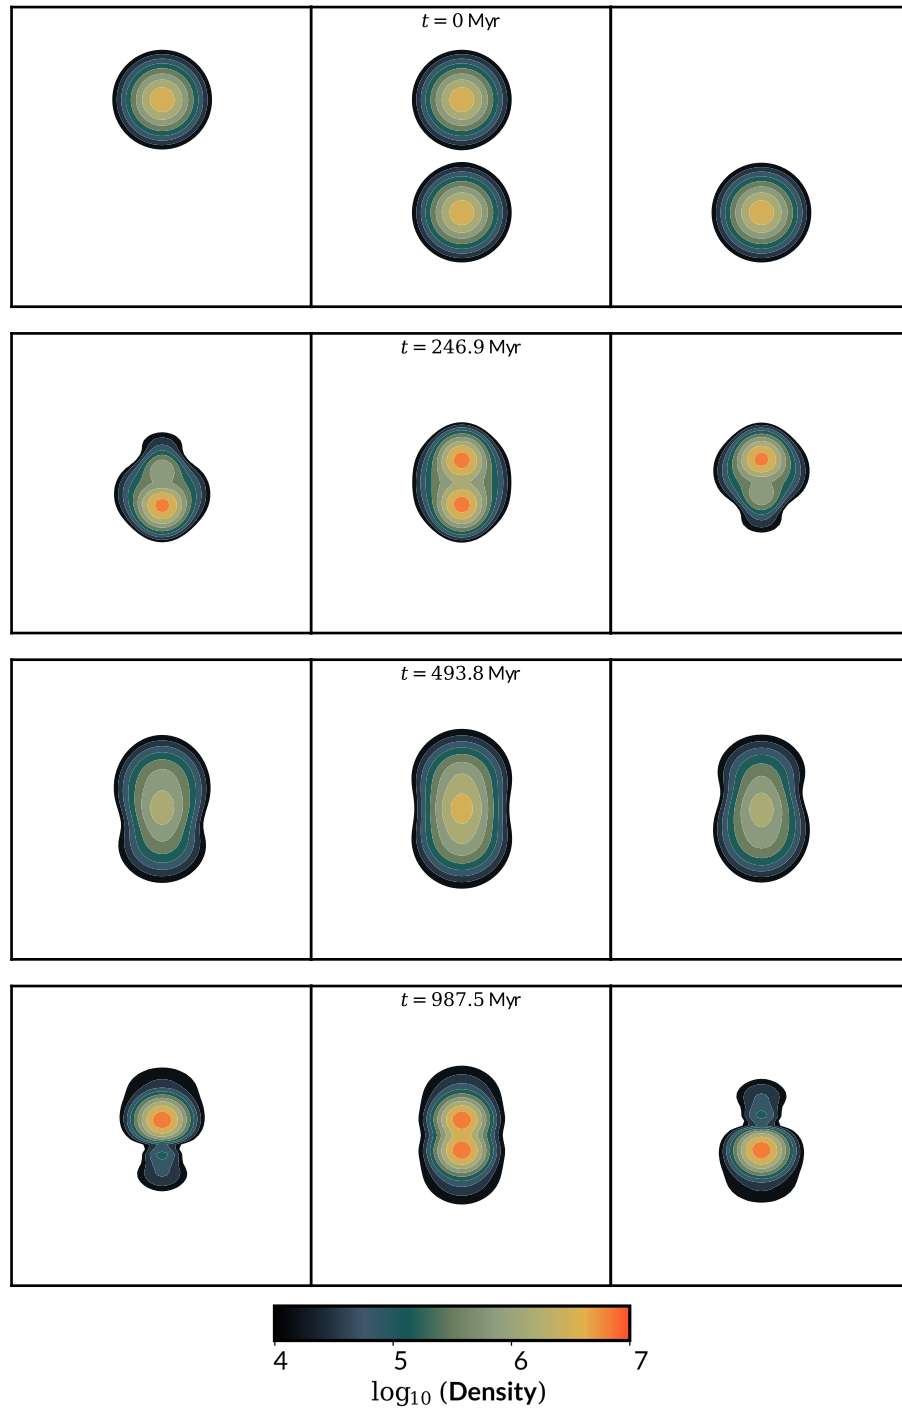 t = 0 Myr
t = 246.9 Myr
t = 493.8 Myr
t = 987.5 Myr
4 5 6 7
log₁₀ (Density)